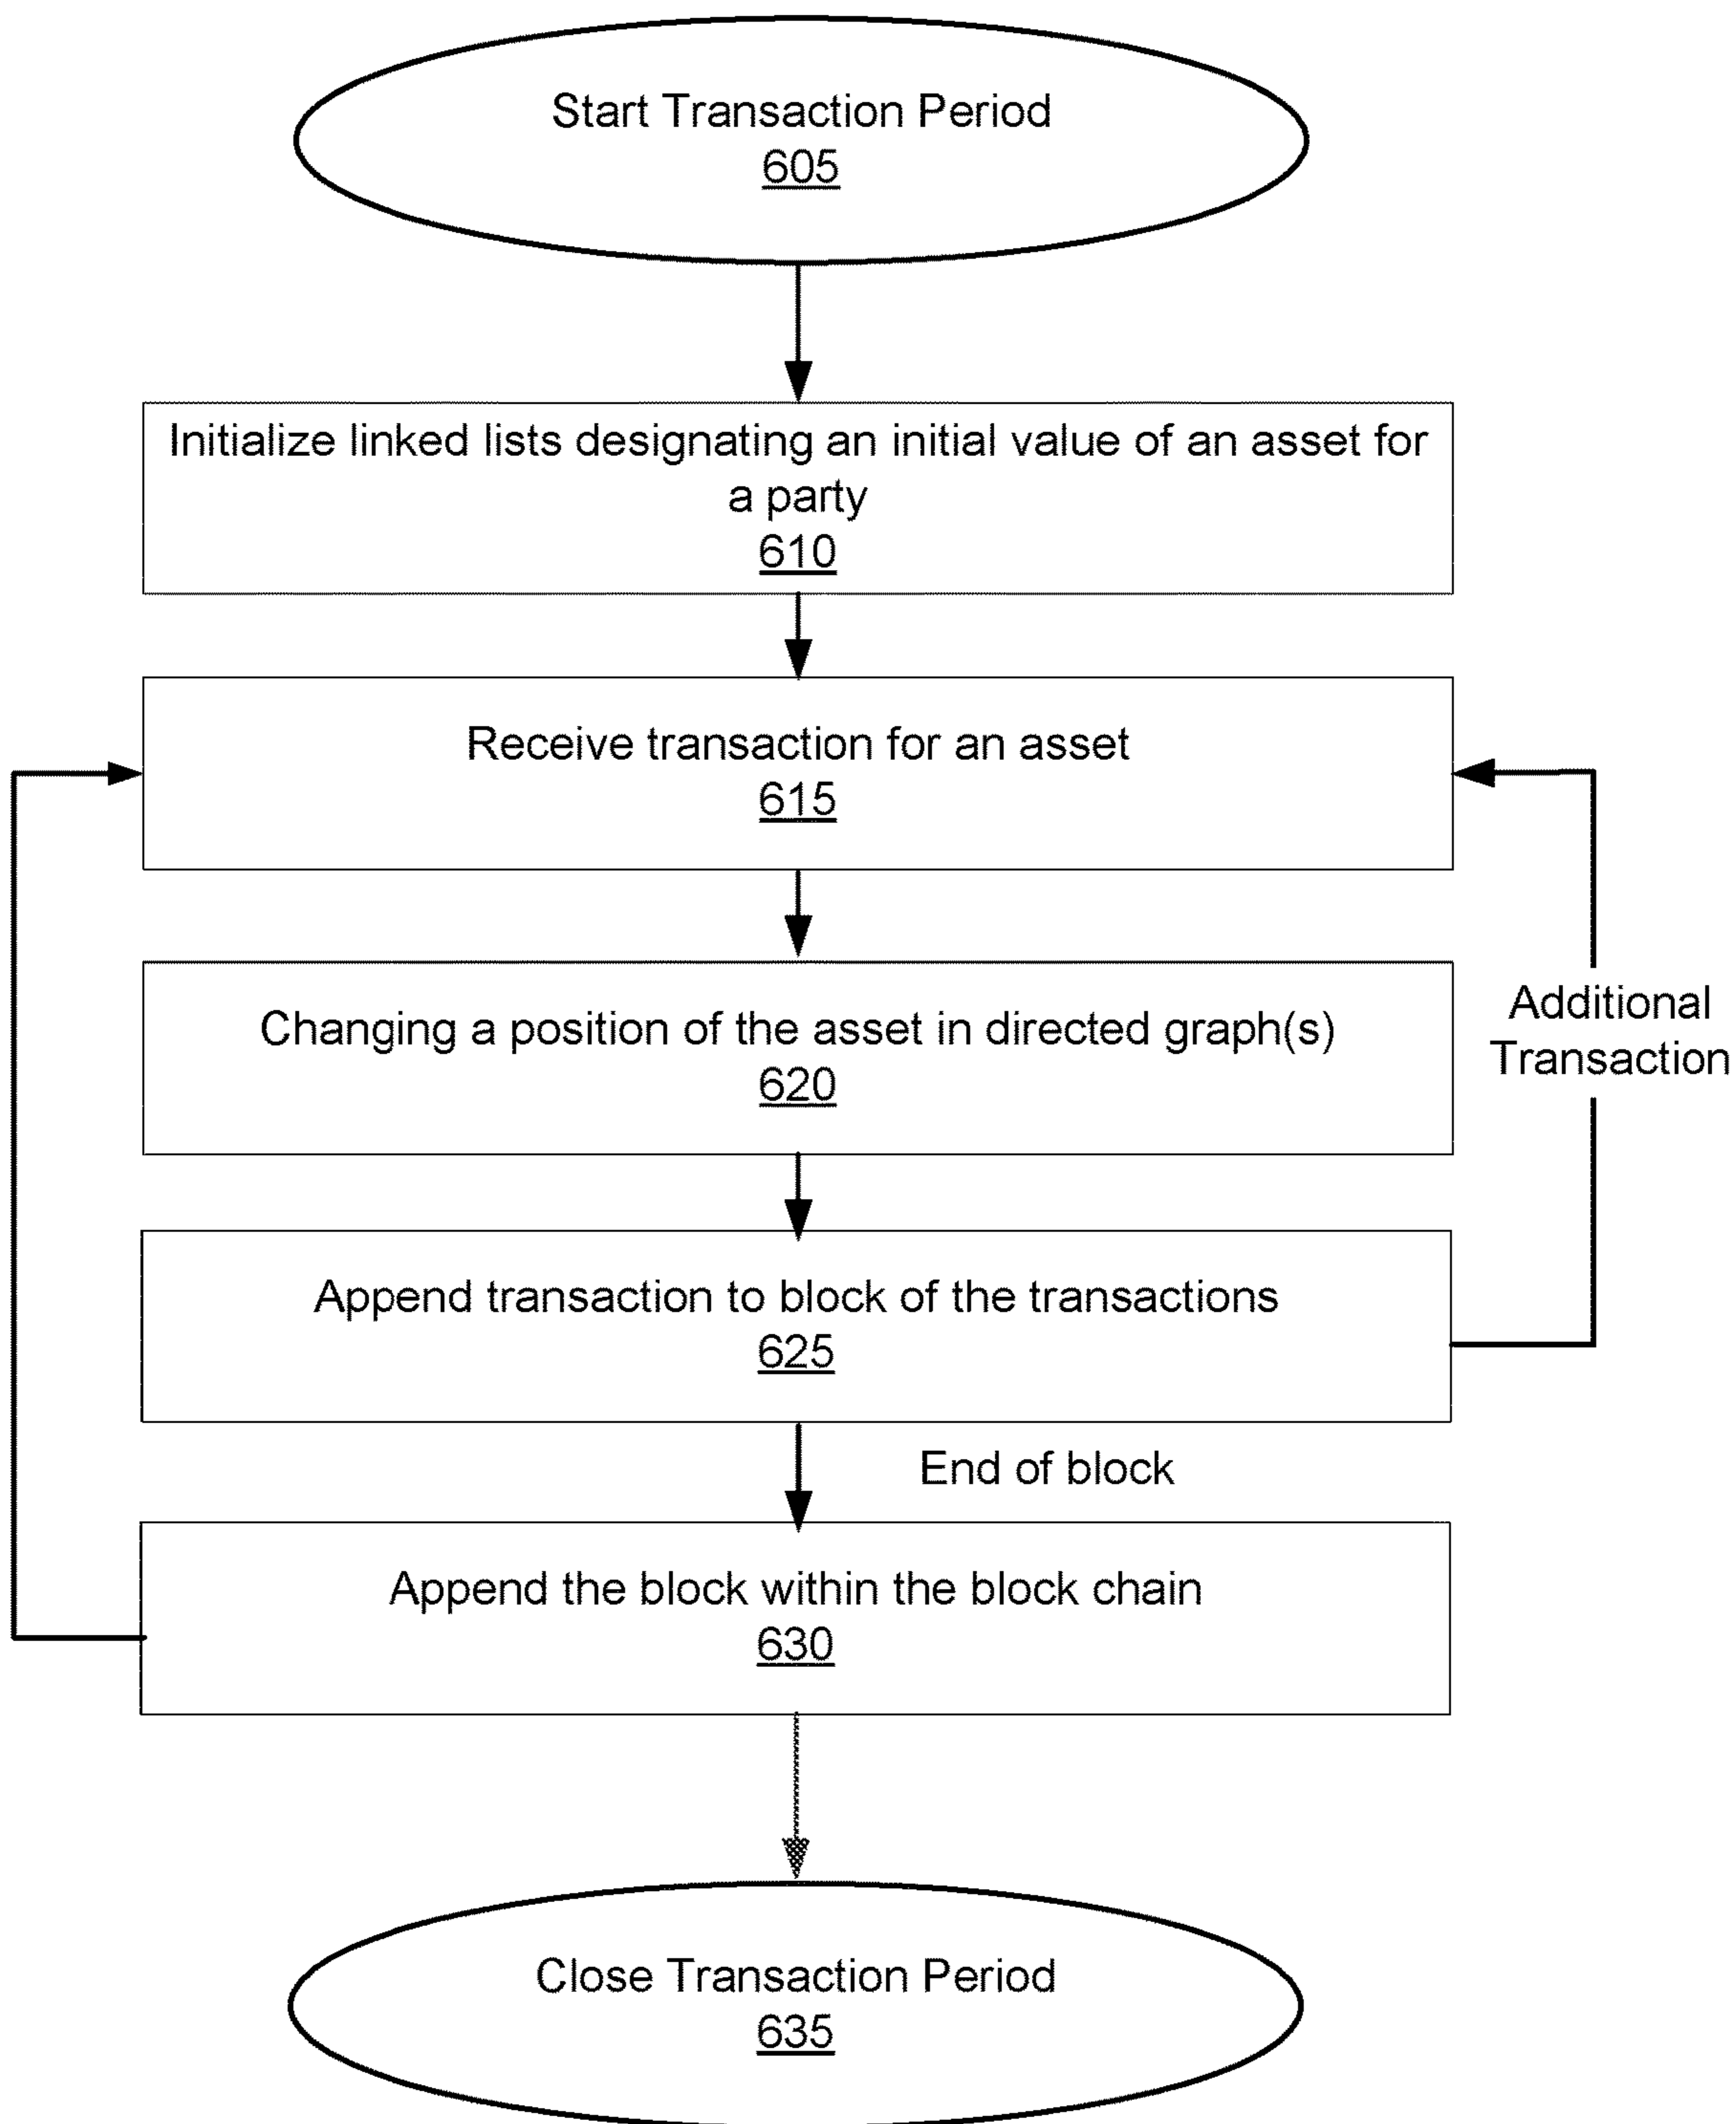 Start Transaction Period
605
Initialize linked lists designating an initial value of an asset for
a party
610
Receive transaction for an asset
615
Changing a position of the asset in directed graph(s)
620
Additional
Transaction
Append transaction to block of the transactions
625
End of block
Append the block within the block chain
630
Close Transaction Period
635